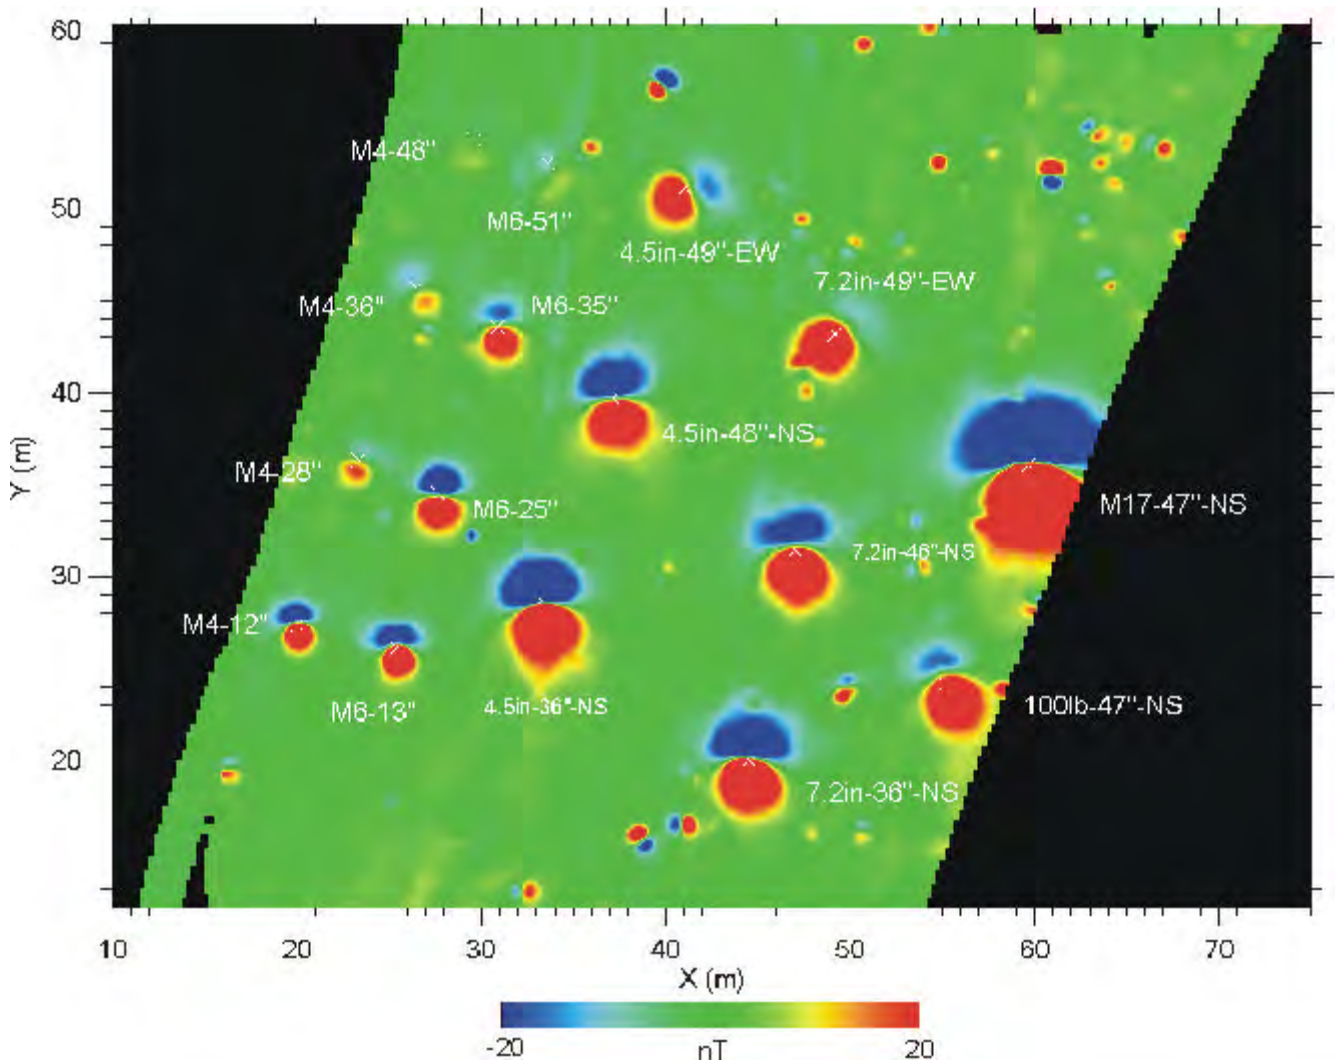 60
M4-48"
M6-51"
50
4.5in-49"-EW
7.2in-49"-EW
M4-36"
M6-35"
40
4.5in-48"-NS
Y (m)
M4-28"
M6-25"
M17-47"-NS
7.2in-46"-NS
30
M4-12"
M6-13"
4.5in-36"-NS
100lb-47"-NS
20
7.2in-36"-NS
10 20 30 40 50 60 70
X (m)
-20 nT 20